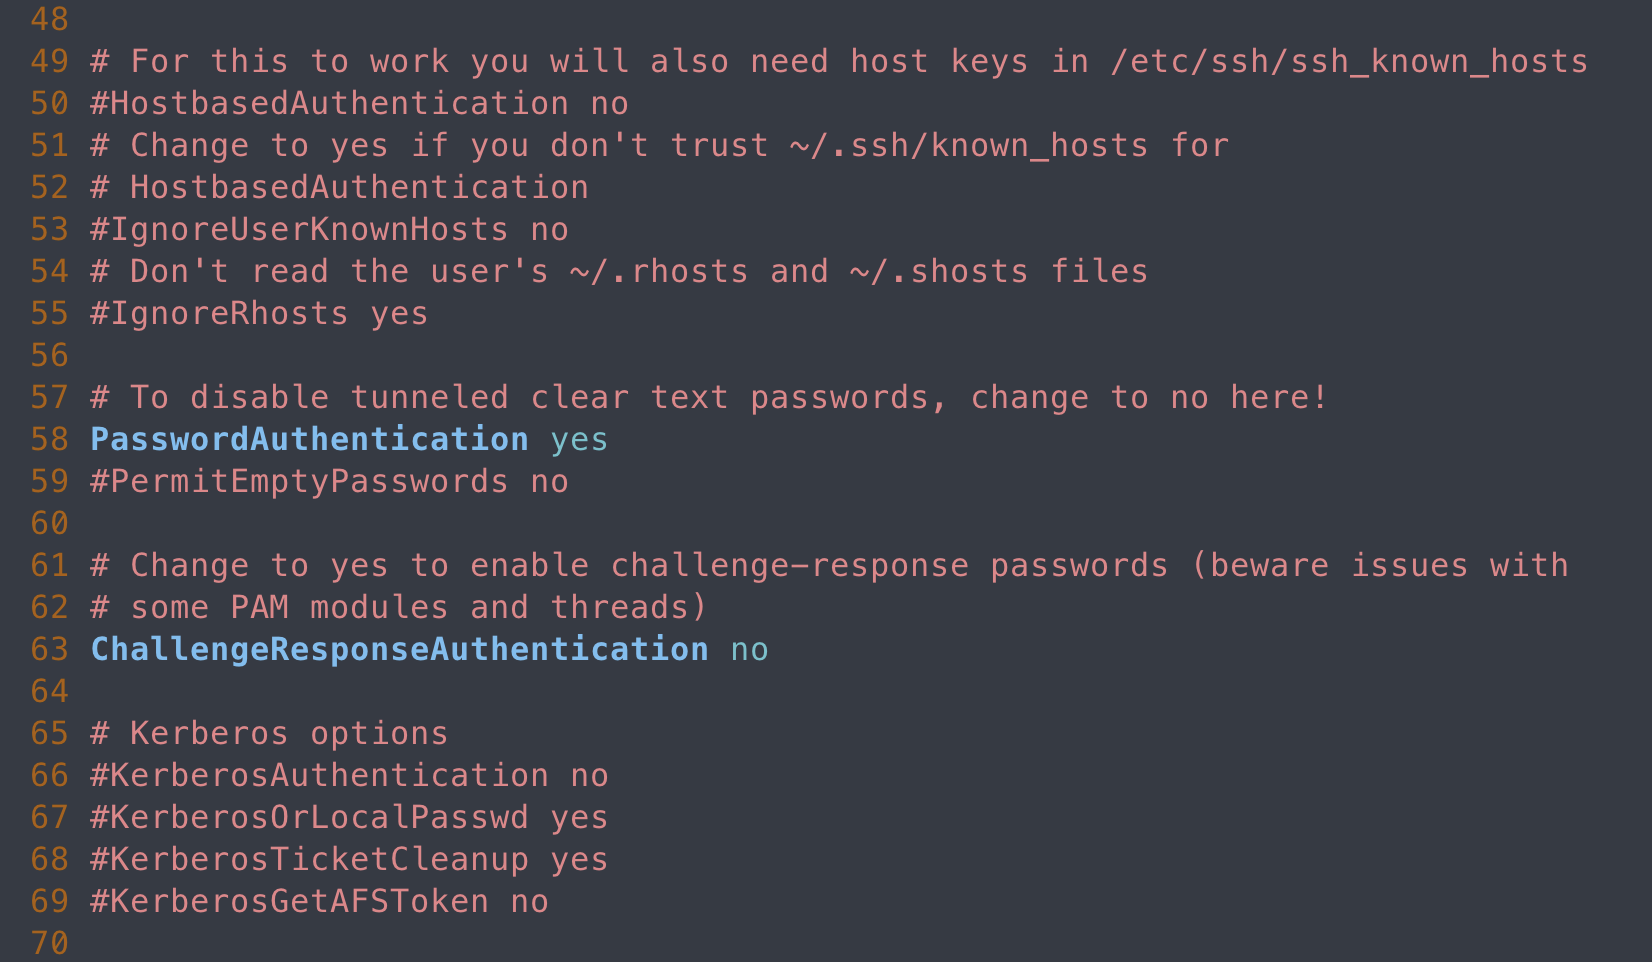 48
49 # For this to work you will also need host keys in /etc/ssh/ssh_known_hosts
50 #HostbasedAuthentication no
51 # Change to yes if you don't trust ~/.ssh/known_hosts for
52 # HostbasedAuthentication
53 #IgnoreUserKnownHosts no
54 # Don't read the user's ~/.rhosts and ~/.shosts files
55 #IgnoreRhosts yes
56
57 # To disable tunneled clear text passwords, change to no here!
58 PasswordAuthentication yes
59 #PermitEmptyPasswords no
60
61 # Change to yes to enable challenge-response passwords (beware issues with
62 # some PAM modules and threads)
63 ChallengeResponseAuthentication no
64
65 # Kerberos options
66 #KerberosAuthentication no
67 #KerberosOrLocalPasswd yes
68 #KerberosTicketCleanup yes
69 #KerberosGetAFSToken no
70